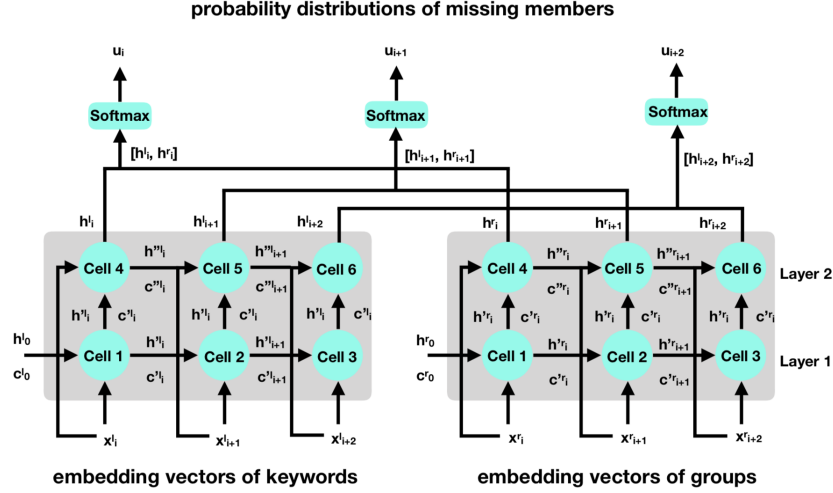 probability distributions of missing members
uᵢ uᵢ₊₁ uᵢ₊₂
Softmax Softmax Softmax
[hˡᵢ, hʳᵢ] [hˡᵢ₊₁, hʳᵢ₊₁] [hˡᵢ₊₂, hʳᵢ₊₂]
hˡᵢ hˡᵢ₊₁ hˡᵢ₊₂ hʳᵢ hʳᵢ₊₁ hʳᵢ₊₂
h"ˡᵢ h"ˡᵢ₊₁ h"ʳᵢ h"ʳᵢ₊₁
Cell 4 Cell 5 Cell 6 Cell 4 Cell 5 Cell 6 Layer 2
c"ˡᵢ c"ˡᵢ₊₁ c"ʳᵢ c"ʳᵢ₊₁
h'ˡᵢ c'ˡᵢ h'ˡᵢ c'ˡᵢ h'ˡᵢ c'ˡᵢ h'ʳᵢ c'ʳᵢ h'ʳᵢ c'ʳᵢ h'ʳᵢ c'ʳᵢ
hˡ₀ h'ˡᵢ h'ˡᵢ₊₁ hʳ₀ h'ʳᵢ h'ʳᵢ₊₁
Cell 1 Cell 2 Cell 3 Cell 1 Cell 2 Cell 3 Layer 1
cˡ₀ c'ˡᵢ c'ˡᵢ₊₁ cʳ₀ c'ʳᵢ c'ʳᵢ₊₁
xˡᵢ xˡᵢ₊₁ xˡᵢ₊₂ xʳᵢ xʳᵢ₊₁ xʳᵢ₊₂
embedding vectors of keywords embedding vectors of groups